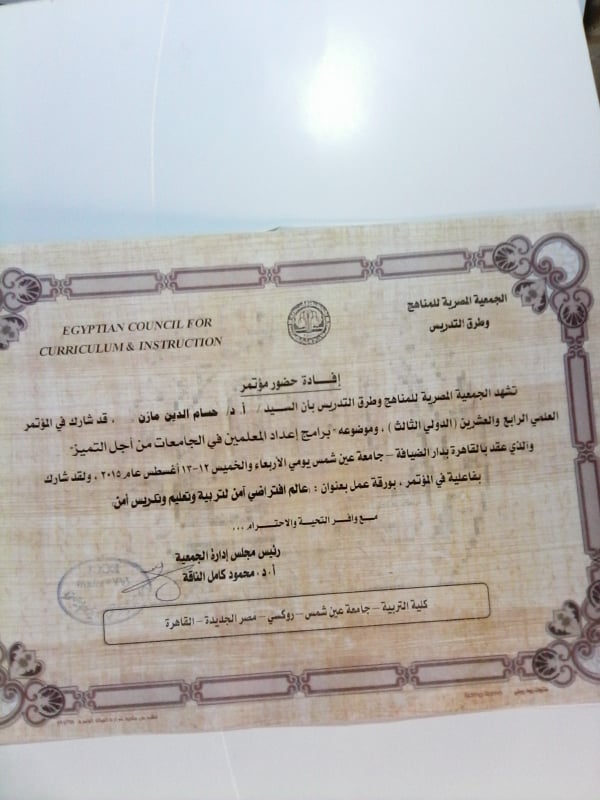 الجمعية المصرية للمناهج
وطرق التدريس
EGYPTIAN COUNCIL FOR
CURRICULUM & INSTRUCTION
إفادة حضور مؤتمر
تشهد الجمعية المصرية للمناهج وطرق التدريس بأن السيد / أ د/ حسام الدين مازن ، قد شارك في المؤتمر
العلمي الرابع والعشرين (الدولي الثالث) ، وموضوعه "برامج إعداد المعلمين في الجامعات من أجل التميز"
والذي عقد بالقاهرة بدار الضيافة – جامعة عين شمس يومي الأربعاء والخميس ١٢-١٣ أغسطس عام ٢٠١٥ ، ولقد شارك
بفاعلية في المؤتمر ، بورقة عمل بعنوان : (عالم افتراضي آمن لتربية وتعليم وتكريس أمن)
مع وافر التحية والاحترام ...
رئيس مجلس إدارة الجمعية
أ . د . محمود كامل الناقة
كلية التربية – جامعة عين شمس – روكسي – مصر الجديدة – القاهرة